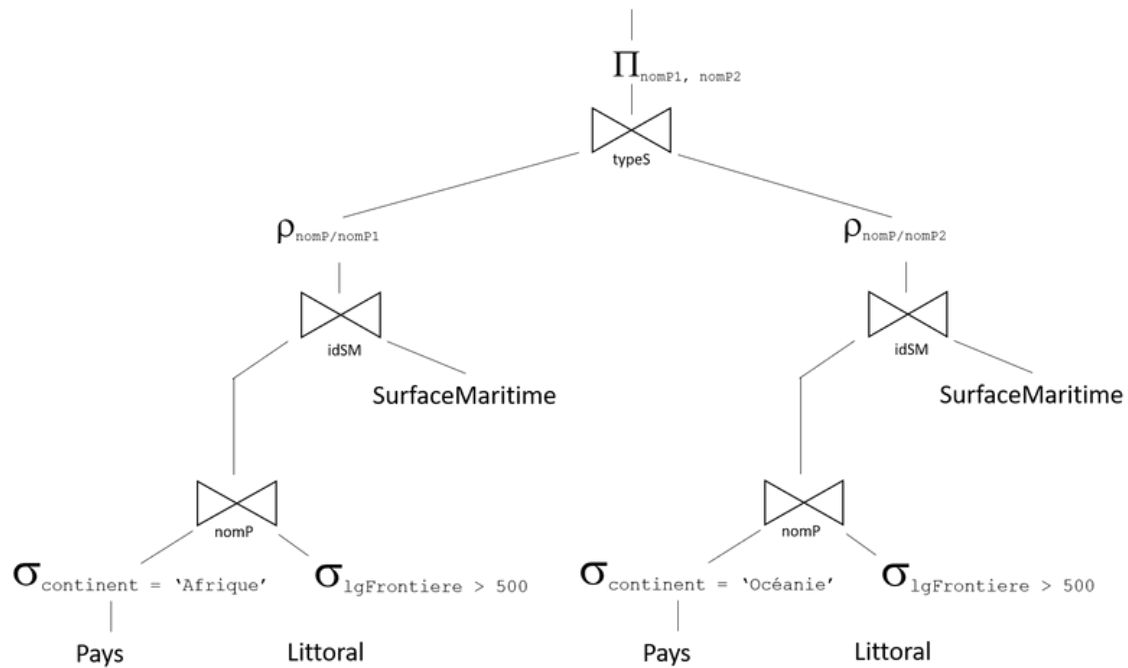 Π nomP1, nomP2
typeS
ρ nomP/nomP1 ρ nomP/nomP2
idSM idSM
SurfaceMaritime SurfaceMaritime
nomP nomP
σ continent = ‘Afrique’ σ lgFrontiere > 500 σ continent = ‘Océanie’ σ lgFrontiere > 500
Pays Littoral Pays Littoral